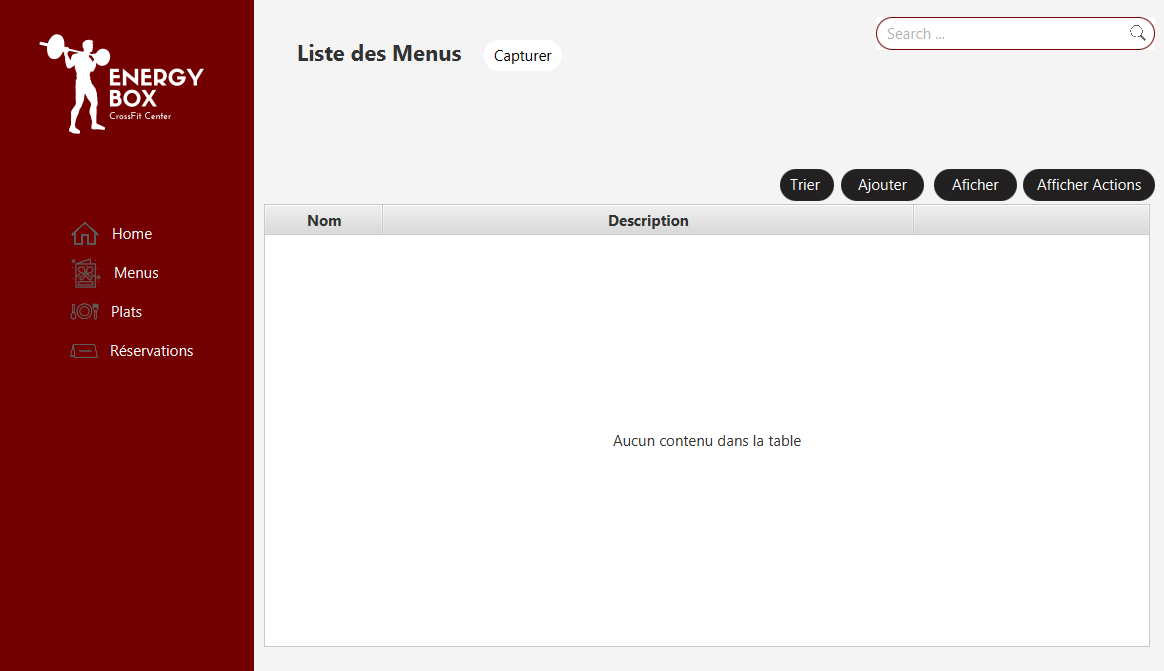 ENERGY
BOX
CrossFit Center
Home
Menus
Plats
Réservations
Liste des Menus
Capturer
Search ...
Trier
Ajouter
Aficher
Afficher Actions
Nom
Description
Aucun contenu dans la table